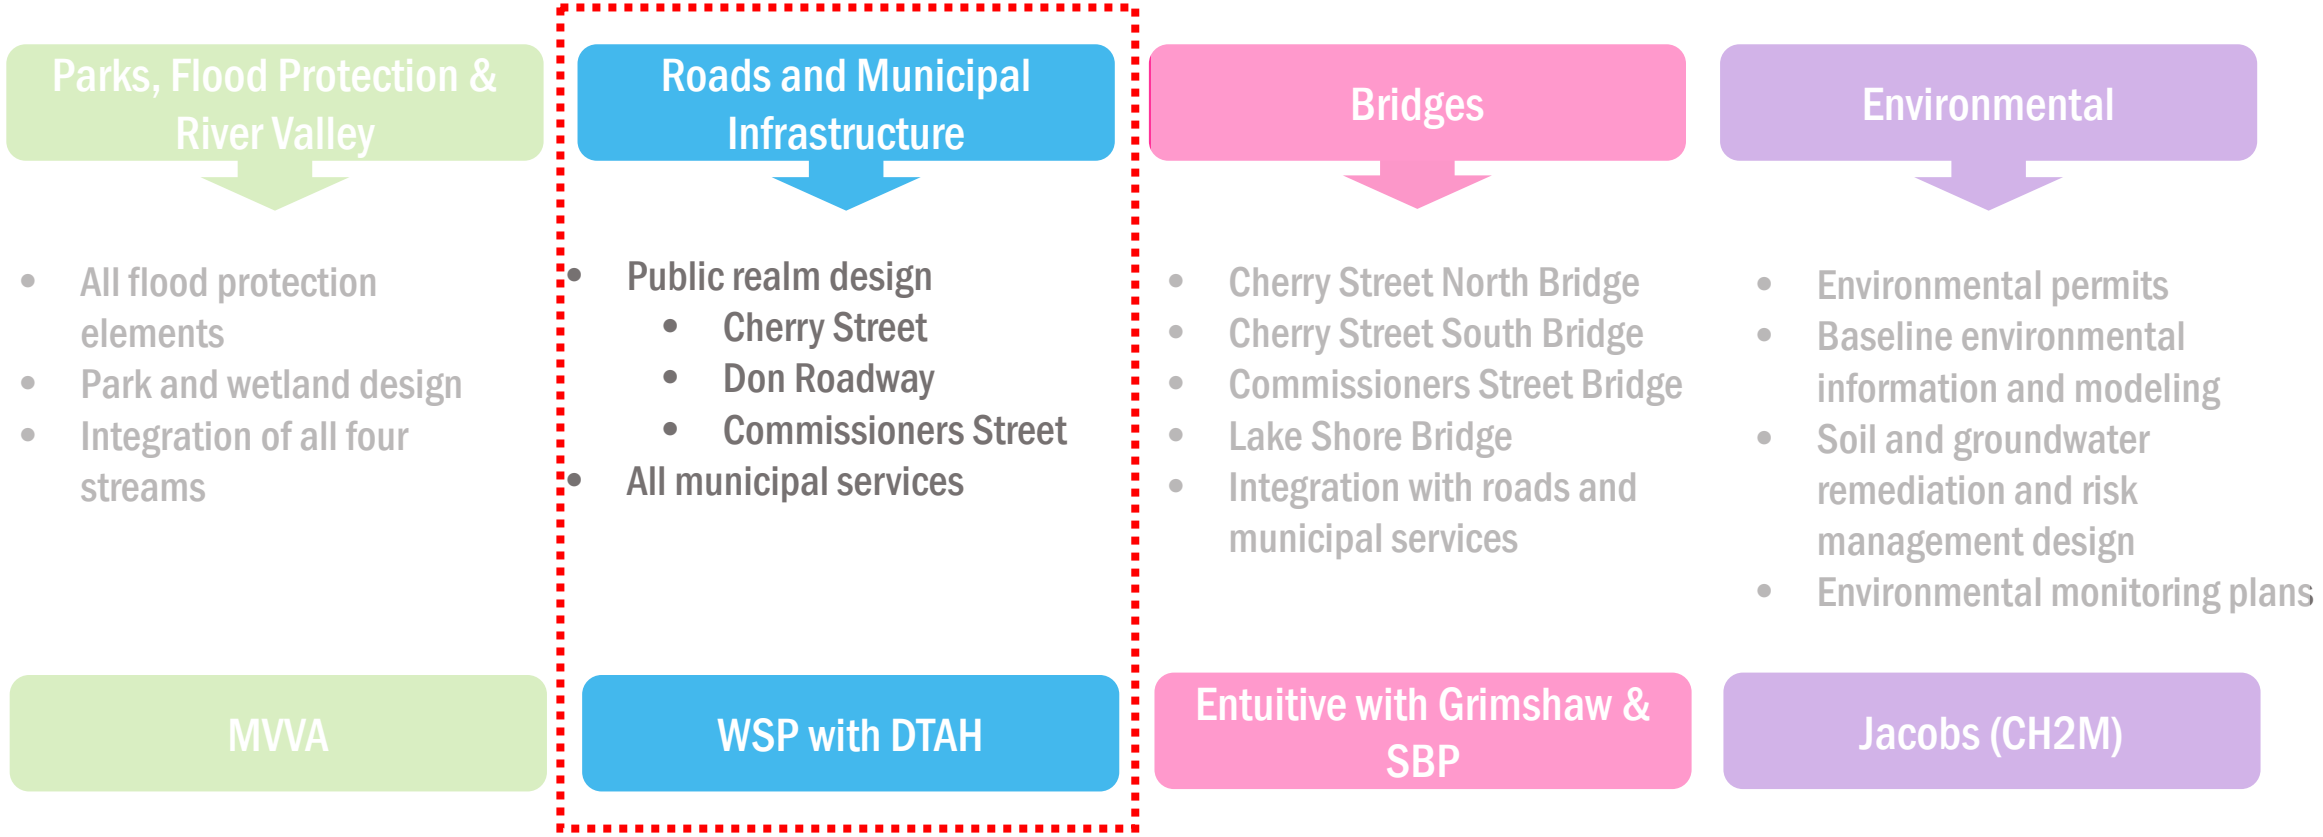 Parks, Flood Protection &
River Valley
• All flood protection
elements
• Park and wetland design
• Integration of all four
streams
MVVA
Roads and Municipal
Infrastructure
• Public realm design
• Cherry Street
• Don Roadway
• Commissioners Street
• All municipal services
WSP with DTAH
Bridges
• Cherry Street North Bridge
• Cherry Street South Bridge
• Commissioners Street Bridge
• Lake Shore Bridge
• Integration with roads and
municipal services
Entuitive with Grimshaw &
SBP
Environmental
• Environmental permits
• Baseline environmental
information and modeling
• Soil and groundwater
remediation and risk
management design
• Environmental monitoring plans
Jacobs (CH2M)